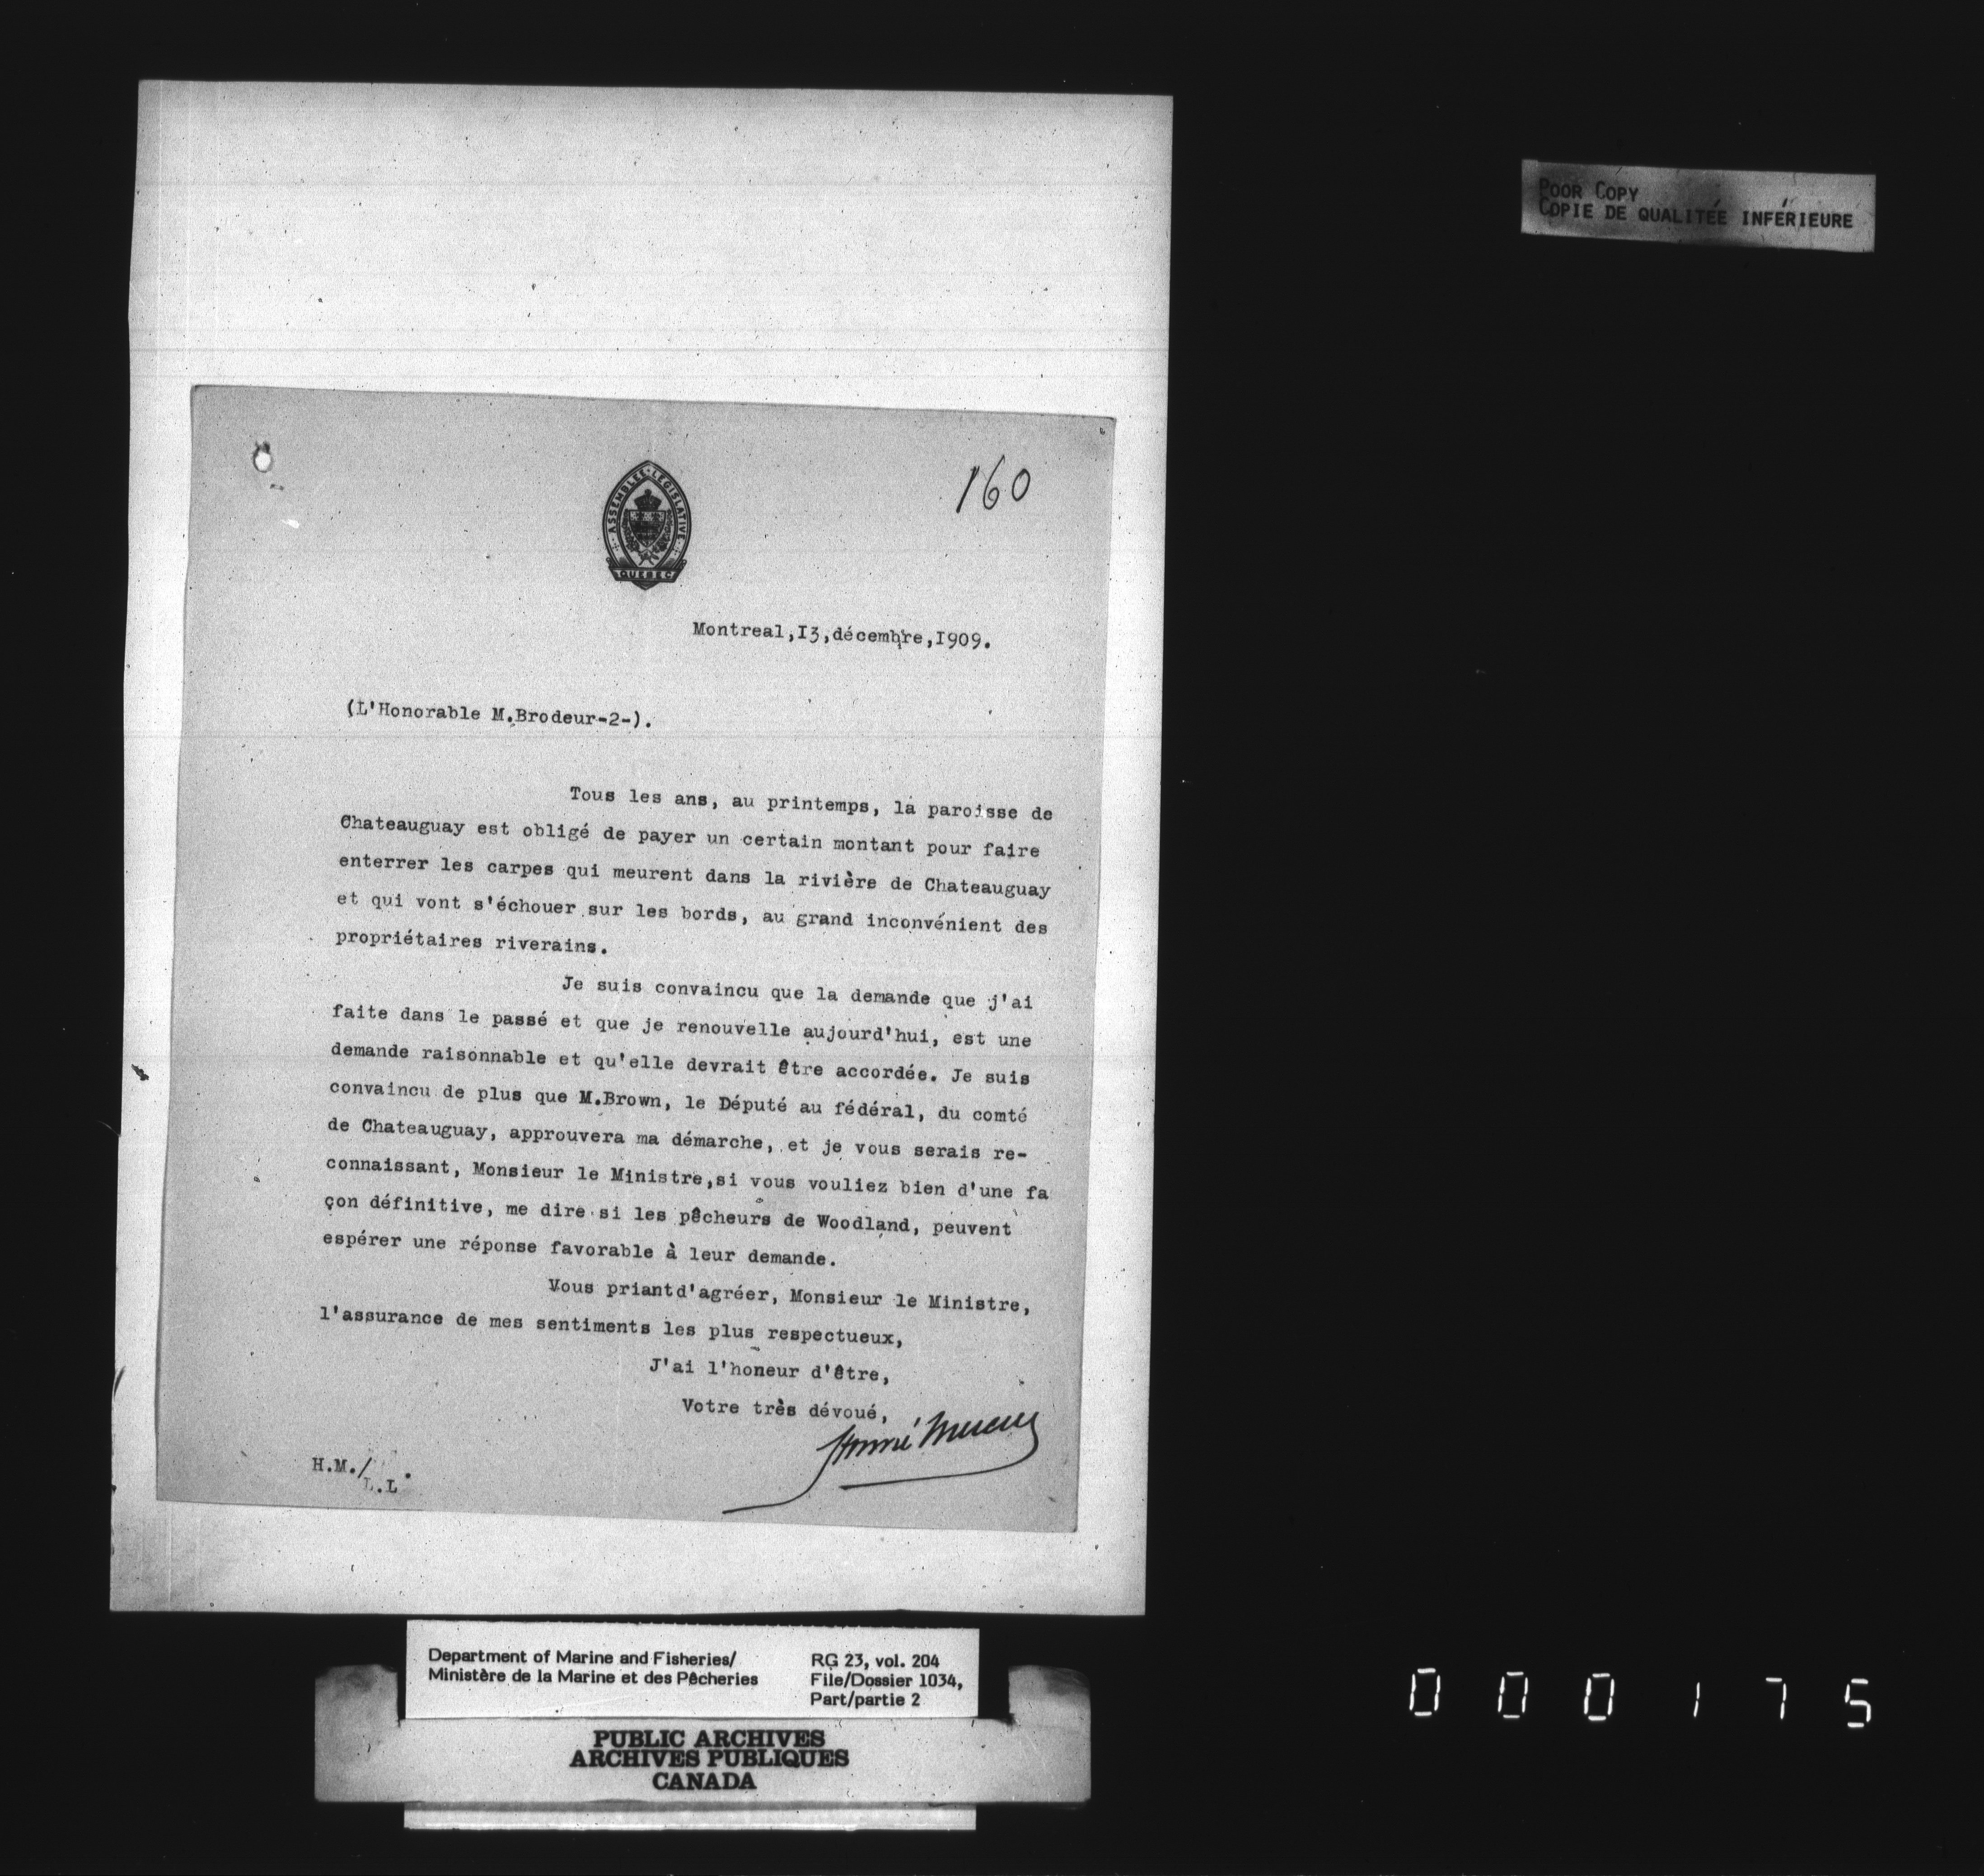 POOR COPY
COPIE DE QUALITÉE INFÉRIEURE
160
ASSEMBLEE LEGISLATIVE
QUEBEC
Montreal,I3,décembre,I909.
(L'Honorable M.Brodeur-2-).
Tous les ans, au printemps, la paroisse de
Chateauguay est obligé de payer un certain montant pour faire
enterrer les carpes qui meurent dans la rivière de Chateauguay
et qui vont s'échouer sur les bords, au grand inconvénient des
propriétaires riverains.
Je suis convaincu que la demande que j'ai
faite dans le passé et que je renouvelle aujourd'hui, est une
demande raisonnable et qu'elle devrait être accordée. Je suis
convaincu de plus que M.Brown, le Député au fédéral, du comté
de Chateauguay, approuvera ma démarche, et je vous serais re-
connaissant, Monsieur le Ministre,si vous vouliez bien d'une fa
çon définitive, me dire si les pêcheurs de Woodland, peuvent
espérer une réponse favorable à leur demande.
Vous priantd'agréer, Monsieur le Ministre,
l'assurance de mes sentiments les plus respectueux,
J'ai l'honeur d'être,
Votre très dévoué,
Honoré Mercier
H.M./
L.L.
Department of Marine and Fisheries/
Ministère de la Marine et des Pêcheries
RG 23, vol. 204
File/Dossier 1034,
Part/partie 2
PUBLIC ARCHIVES
ARCHIVES PUBLIQUES
CANADA
000175